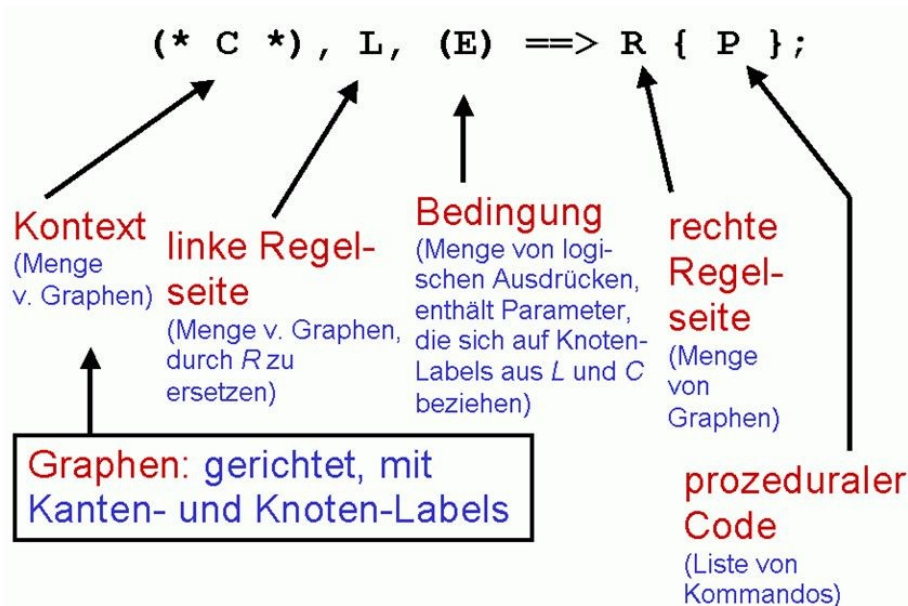 (* C *), L, (E) ==> R { P };
Kontext
(Menge
v. Graphen)
linke Regel-
seite
(Menge v. Graphen,
durch R zu
ersetzen)
Bedingung
(Menge von logi-
schen Ausdrücken,
enthält Parameter,
die sich auf Knoten-
Labels aus L und C
beziehen)
rechte
Regel-
seite
(Menge
von
Graphen)
Graphen: gerichtet, mit
Kanten- und Knoten-Labels
prozeduraler
Code
(Liste von
Kommandos)